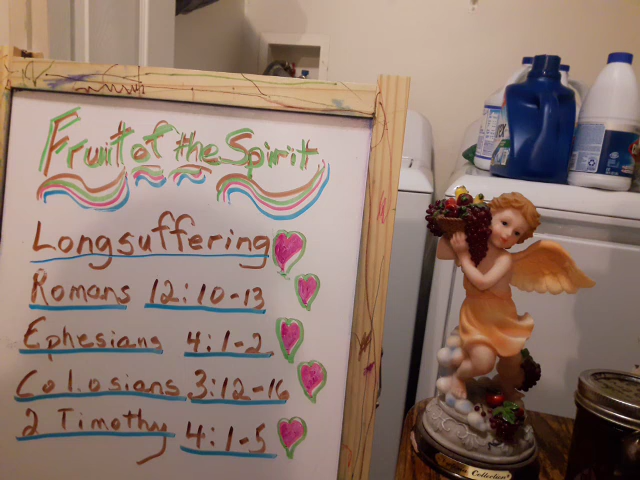 Fruit of the Spirit
Longsuffering
Romans 12:10-13
Ephesians 4:1-2
Colosians 3:12-16
2 Timothy 4:1-5
Collection